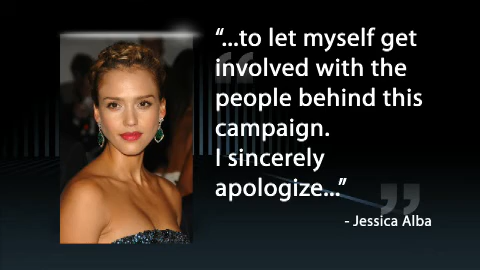 “...to let myself get
involved with the
people behind this
campaign.
I sincerely
apologize...”
- Jessica Alba